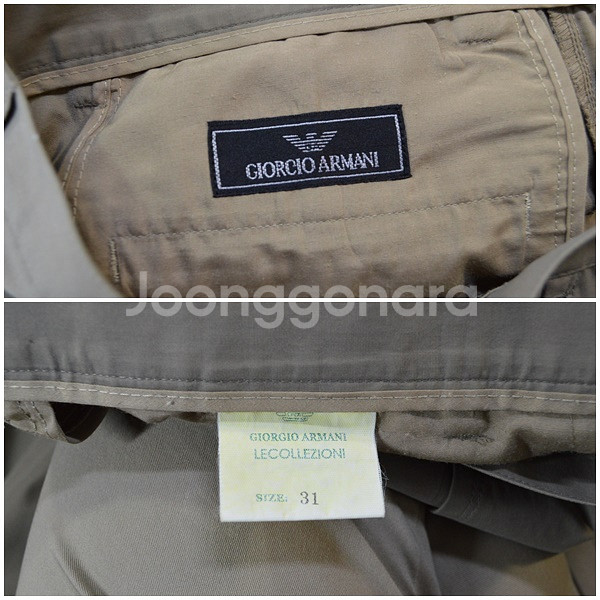 GIORGIO ARMANI
Joonggonara
GIORGIO ARMANI
LECOLLEZIONI
SIZE. 31